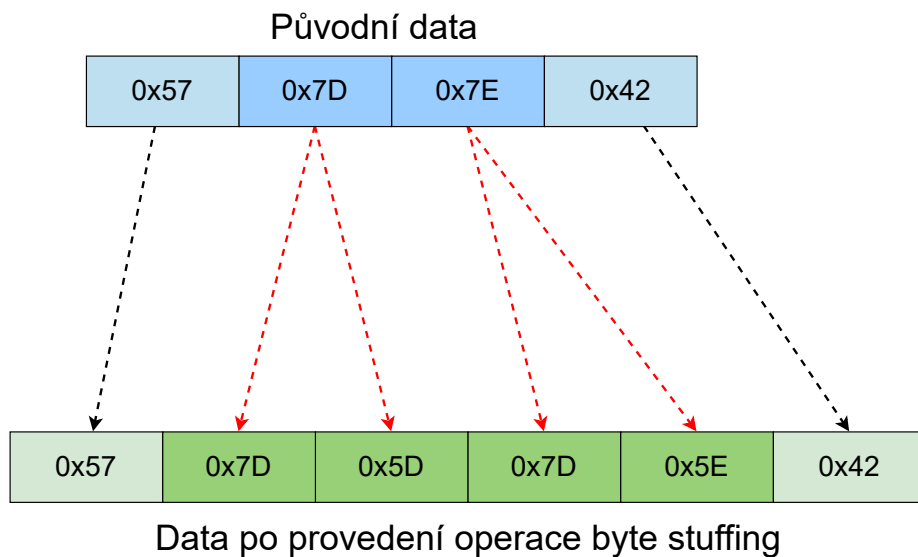 Původní data
0x57 0x7D 0x7E 0x42
0x57 0x7D 0x5D 0x7D 0x5E 0x42
Data po provedení operace byte stuffing